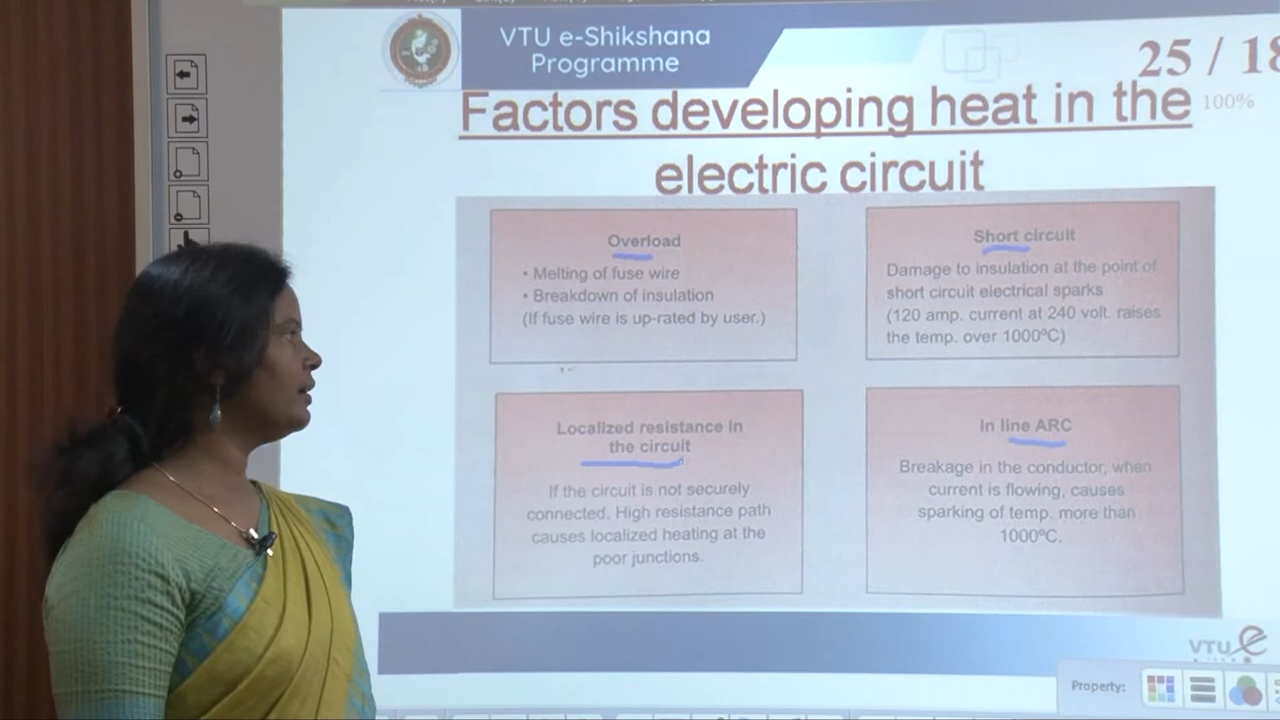 VTU e-Shikshana
Programme
25 / 18
100%
Factors developing heat in the
electric circuit
Overload
• Melting of fuse wire
• Breakdown of insulation
(If fuse wire is up-rated by user.)
Short circuit
Damage to insulation at the point of
short circuit electrical sparks
(120 amp. current at 240 volt. raises
the temp. over 1000ºC)
Localized resistance in
the circuit
If the circuit is not securely
connected. High resistance path
causes localized heating at the
poor junctions.
In line ARC
Breakage in the conductor, when
current is flowing, causes
sparking of temp. more than
1000ºC.
VTU e
Property: